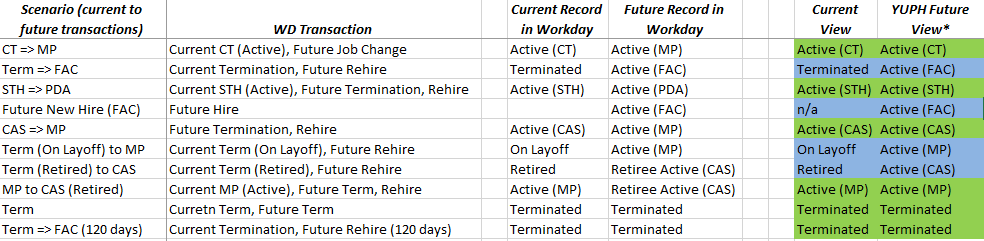 Scenario (current to future transactions) WD Transaction Current Record in Workday Future Record in Workday Current View YUPH Future View*
CT => MP Current CT (Active), Future Job Change Active (CT) Active (MP) Active (CT) Active (CT)
Term => FAC Current Termination, Future Rehire Terminated Active (FAC) Terminated Active (FAC)
STH => PDA Current STH (Active), Future Termination, Rehire Active (STH) Active (PDA) Active (STH) Active (STH)
Future New Hire (FAC) Future Hire Active (FAC) n/a Active (FAC)
CAS => MP Future Termination, Rehire Active (CAS) Active (MP) Active (CAS) Active (CAS)
Term (On Layoff) to MP Current Term (On Layoff), Future Rehire On Layoff Active (MP) On Layoff Active (MP)
Term (Retired) to CAS Current Term (Retired), Future Rehire Retired Retiree Active (CAS) Retired Active (CAS)
MP to CAS (Retired) Current MP (Active), Future Term, Rehire Active (MP) Retiree Active (CAS) Active (MP) Active (MP)
Term Curretn Term, Future Term Terminated Terminated Terminated Terminated
Term => FAC (120 days) Current Termination, Future Rehire (120 days) Terminated Terminated Terminated Terminated